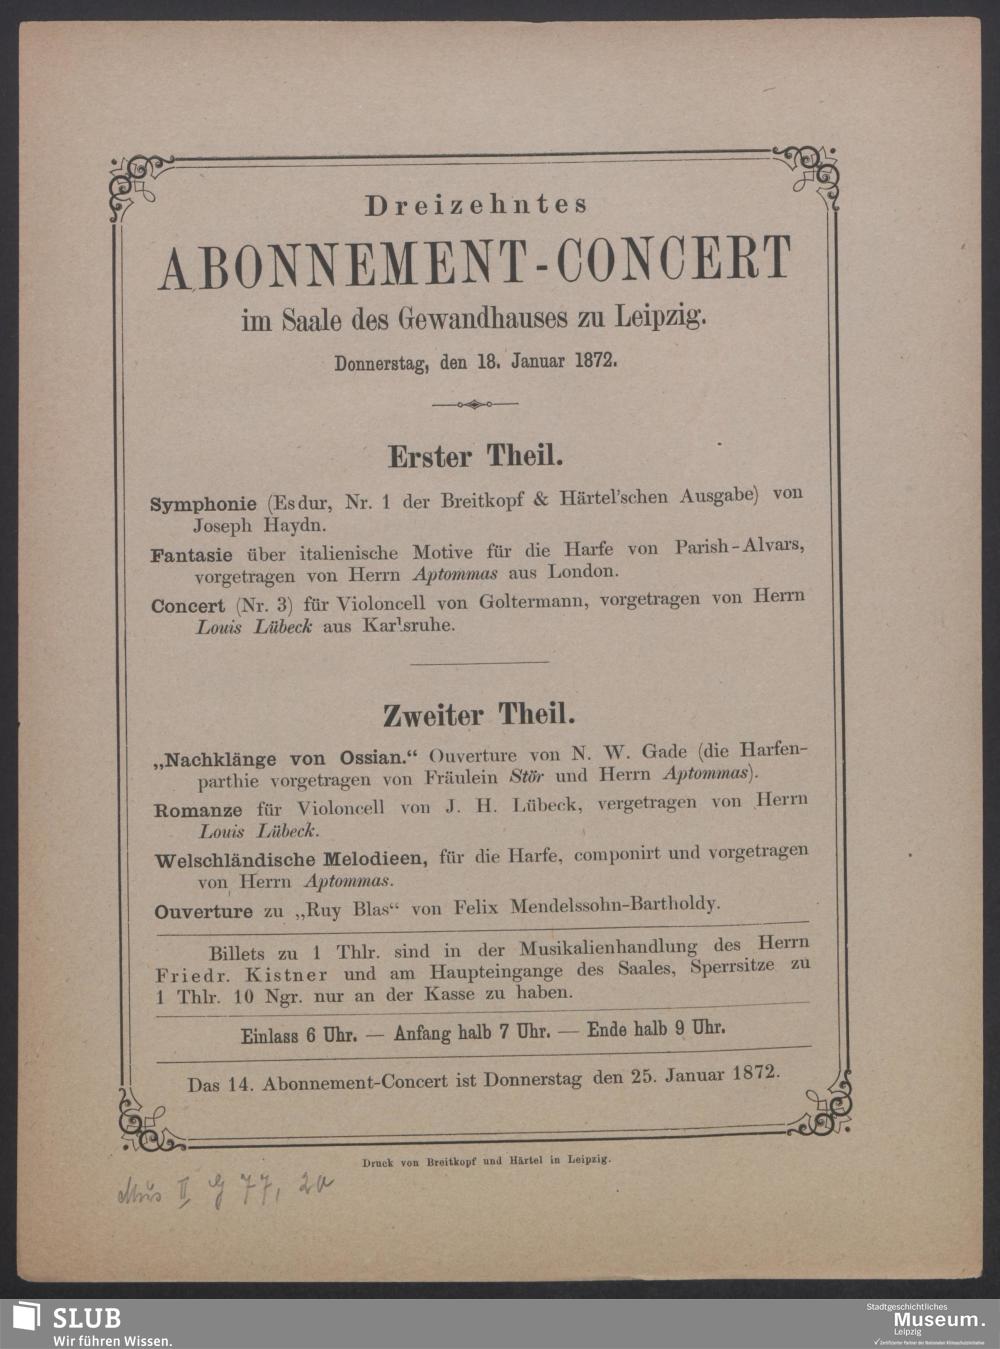 Dreizehntes
ABONNEMENT-CONCERT
im Saale des Gewandhauses zu Leipzig.
Donnerstag, den 18. Januar 1872.
Erster Theil.
Symphonie (Es dur, Nr. 1 der Breitkopf & Härtel'schen Ausgabe) von
Joseph Haydn.
Fantasie über italienische Motive für die Harfe von Parish-Alvars,
vorgetragen von Herrn Aptommas aus London.
Concert (Nr. 3) für Violoncell von Goltermann, vorgetragen von Herrn
Louis Lübeck aus Karlsruhe.
Zweiter Theil.
„Nachklänge von Ossian.“ Ouverture von N. W. Gade (die Harfen-
parthie vorgetragen von Fräulein Stör und Herrn Aptommas).
Romanze für Violoncell von J. H. Lübeck, vergetragen von Herrn
Louis Lübeck.
Welschländische Melodieen, für die Harfe, componirt und vorgetragen
von Herrn Aptommas.
Ouverture zu „Ruy Blas“ von Felix Mendelssohn-Bartholdy.
Billets zu 1 Thlr. sind in der Musikalienhandlung des Herrn
Friedr. Kistner und am Haupteingange des Saales, Sperrsitze zu
1 Thlr. 10 Ngr. nur an der Kasse zu haben.
Einlass 6 Uhr. — Anfang halb 7 Uhr. — Ende halb 9 Uhr.
Das 14. Abonnement-Concert ist Donnerstag den 25. Januar 1872.
Druck von Breitkopf und Härtel in Leipzig.
Mus II G 77, 20
SLUB
Wir führen Wissen.
Stadtgeschichtliches
Museum.
Leipzig